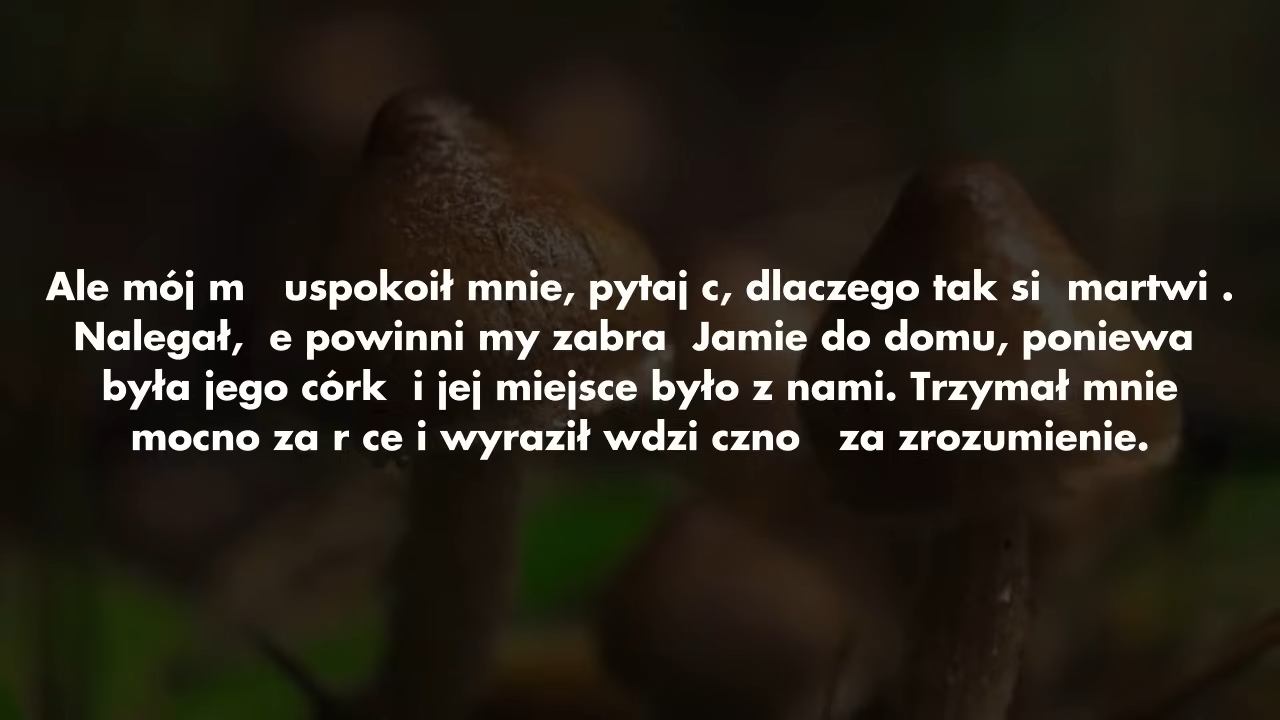 Ale mój m   uspokoił mnie, pytaj c, dlaczego tak si  martwi .
Nalegał,  e powinni my zabra  Jamie do domu, poniewa
była jego córk  i jej miejsce było z nami. Trzymał mnie
mocno za r ce i wyraził wdzi czno   za zrozumienie.